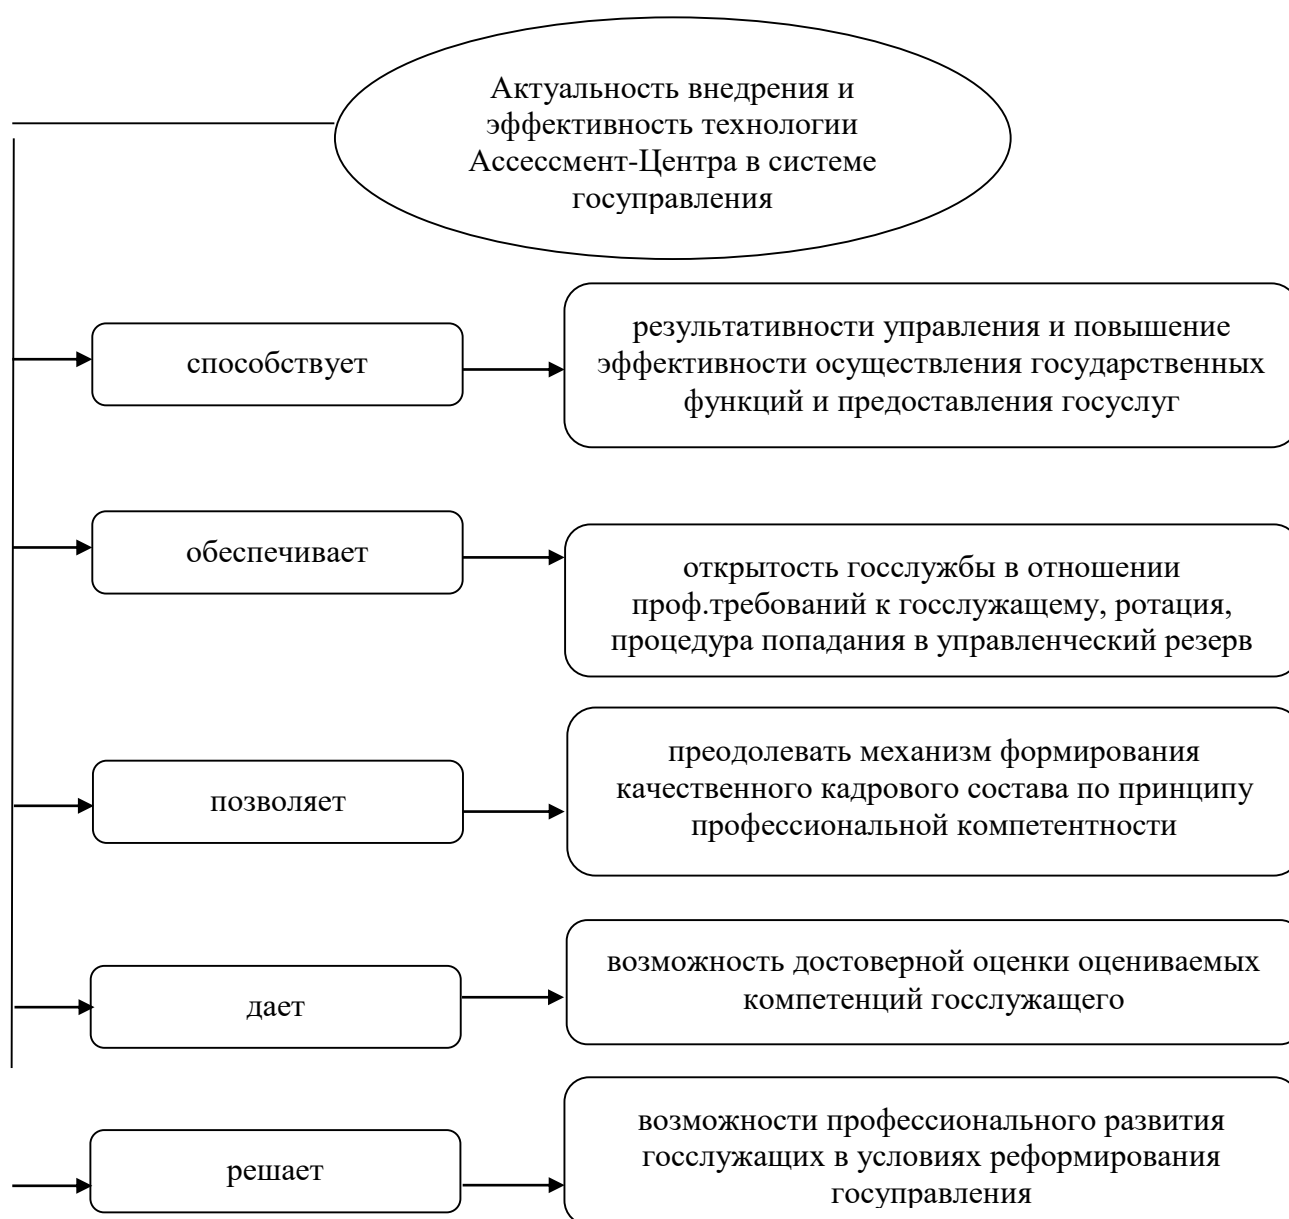 Актуальность внедрения и
эффективность технологии
Ассессмент-Центра в системе
госуправления
способствует
результативности управления и повышение
эффективности осуществления государственных
функций и предоставления госуслуг
обеспечивает
открытость госслужбы в отношении
проф.требований к госслужащему, ротация,
процедура попадания в управленческий резерв
позволяет
преодолевать механизм формирования
качественного кадрового состава по принципу
профессиональной компетентности
дает
возможность достоверной оценки оцениваемых
компетенций госслужащего
решает
возможности профессионального развития
госслужащих в условиях реформирования
госуправления